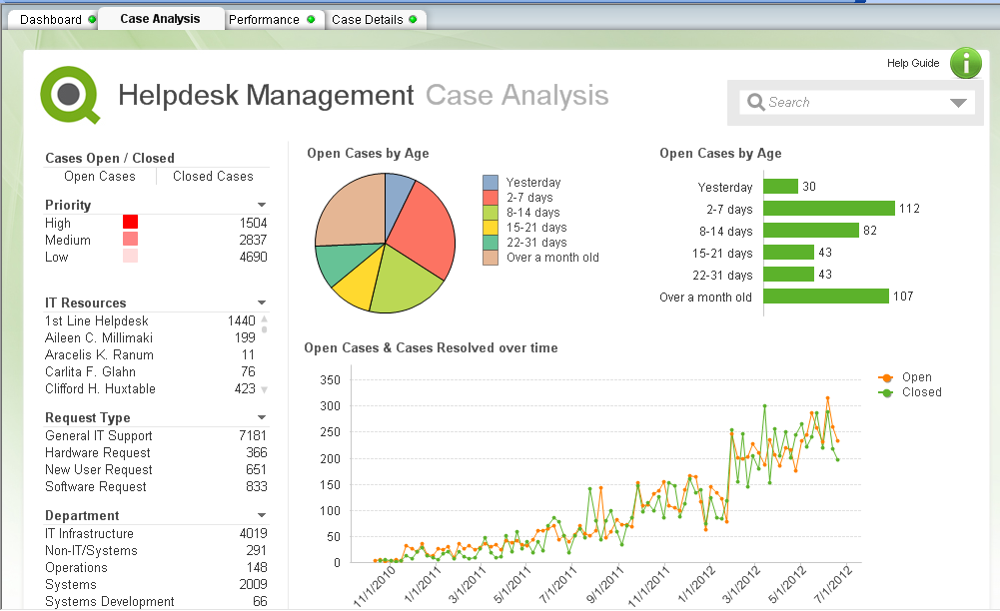 Dashboard Case Analysis Performance Case Details
Help Guide
Helpdesk Management Case Analysis
Search
Cases Open / Closed
Open Cases Closed Cases
Priority
High 1504
Medium 2837
Low 4690
IT Resources
1st Line Helpdesk 1440
Aileen C. Millimaki 199
Aracelis K. Ranum 11
Carlita F. Glahn 76
Clifford H. Huxtable 423
Request Type
General IT Support 7181
Hardware Request 366
New User Request 651
Software Request 833
Department
IT Infrastructure 4019
Non-IT/Systems 291
Operations 148
Systems 2009
Systems Development 66
Open Cases by Age
Yesterday
2-7 days
8-14 days
15-21 days
22-31 days
Over a month old
Open Cases by Age
Yesterday 30
2-7 days 112
8-14 days 82
15-21 days 43
22-31 days 43
Over a month old 107
Open Cases & Cases Resolved over time
350
300
250
200
150
100
50
0
11/1/2010 1/1/2011 3/1/2011 5/1/2011 7/1/2011 9/1/2011 11/1/2011 1/1/2012 3/1/2012 5/1/2012 7/1/2012
Open
Closed